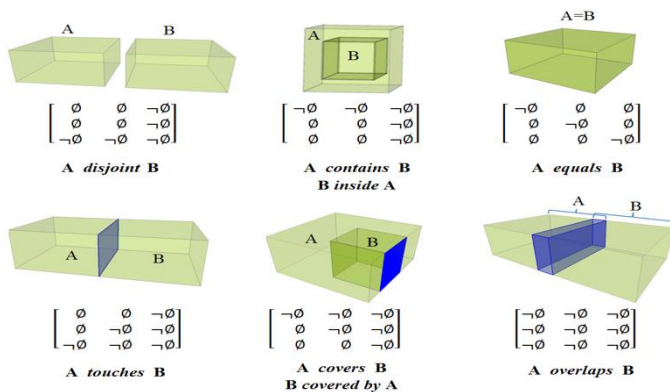 A B
[∅ ∅ ¬∅
∅ ∅ ¬∅
¬∅ ¬∅ ¬∅]
A disjoint B
A
B
[¬∅ ¬∅ ¬∅
∅ ∅ ¬∅
∅ ∅ ¬∅]
A contains B
B inside A
A=B
[¬∅ ∅ ∅
∅ ¬∅ ∅
∅ ∅ ¬∅]
A equals B
A B
[∅ ∅ ¬∅
∅ ¬∅ ¬∅
¬∅ ¬∅ ¬∅]
A touches B
A B
[¬∅ ¬∅ ¬∅
∅ ¬∅ ¬∅
∅ ∅ ¬∅]
A covers B
B covered by A
A B
[¬∅ ¬∅ ¬∅
¬∅ ¬∅ ¬∅
¬∅ ¬∅ ¬∅]
A overlaps B